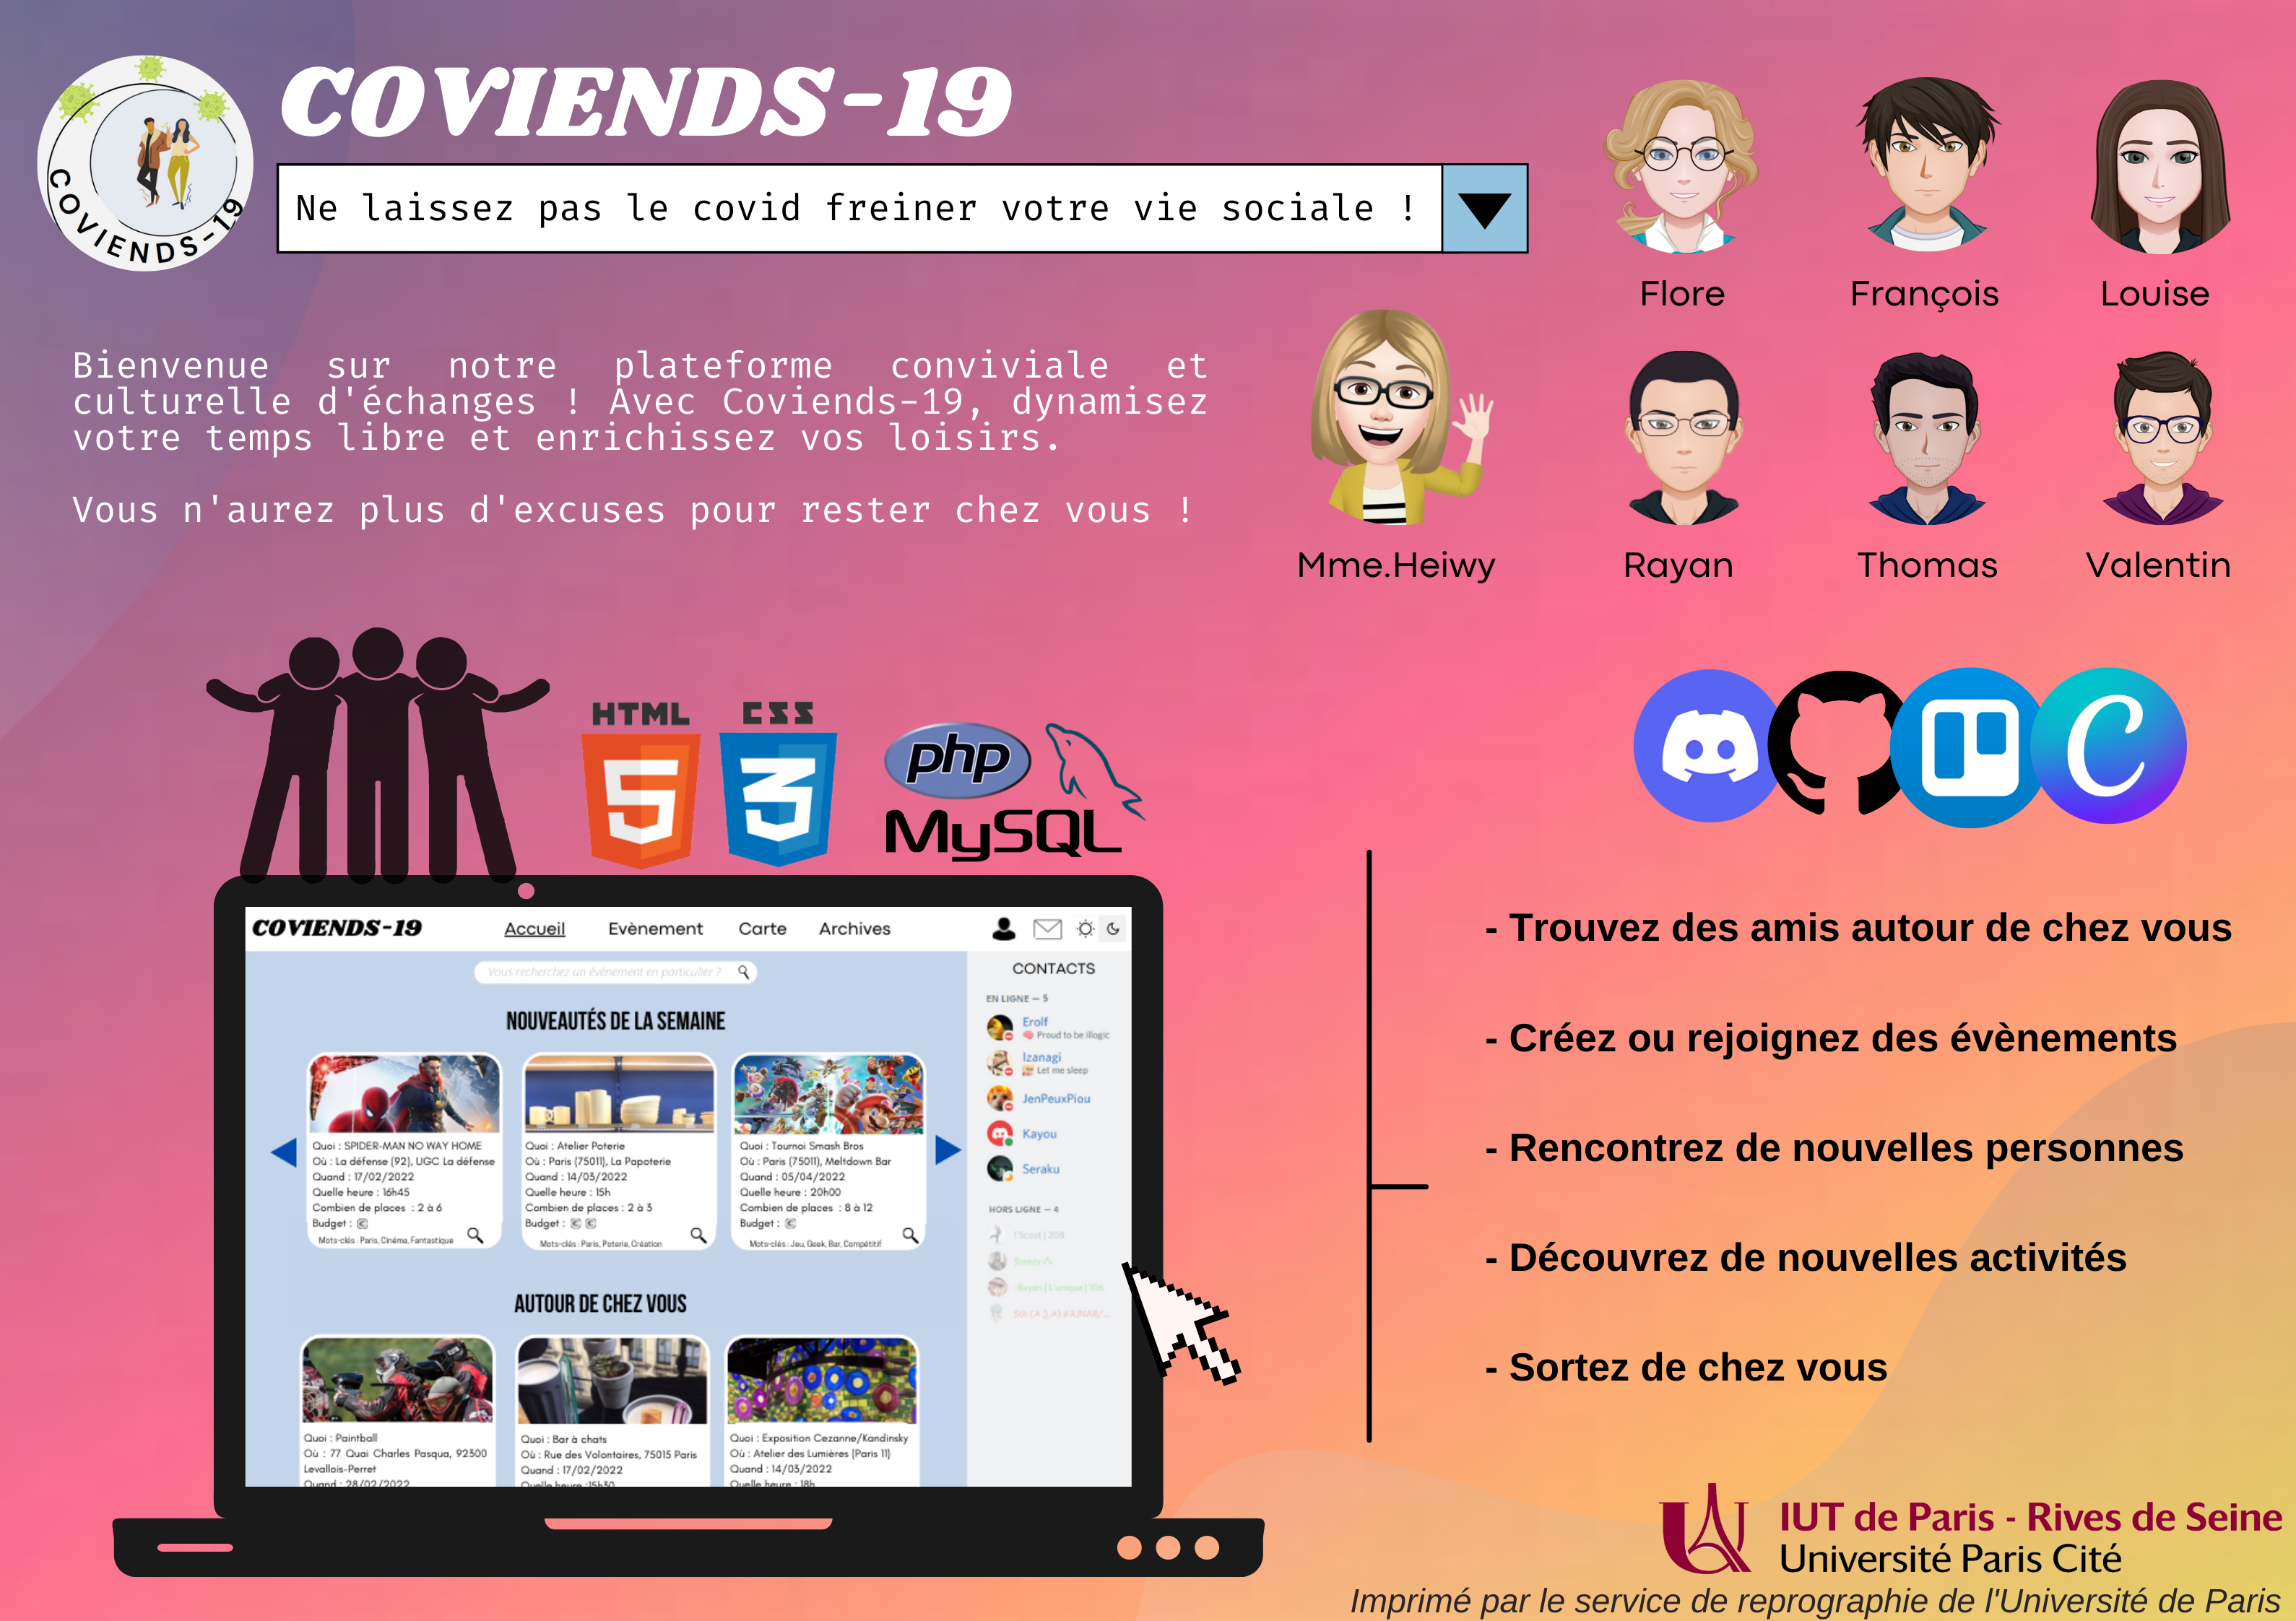 COVIENDS-19
COVIENDS-19
Ne laissez pas le covid freiner votre vie sociale !
Bienvenue sur notre plateforme conviviale et
culturelle d'échanges ! Avec Coviends-19, dynamisez
votre temps libre et enrichissez vos loisirs.
Vous n'aurez plus d'excuses pour rester chez vous !
Flore
François
Louise
Mme.Heiwy
Rayan
Thomas
Valentin
HTML
5
CSS
3
php
MySQL
C
COVIENDS-19
Accueil
Evènement
Carte
Archives
Vous recherchez un évènement en particulier ?
NOUVEAUTÉS DE LA SEMAINE
Quoi : SPIDER-MAN NO WAY HOME
Où : La défense (92), UGC La défense
Quand : 17/02/2022
Quelle heure : 16h45
Combien de places : 2 à 6
Budget : €
Mots-clés : Paris, Cinéma, Fantastique
Quoi : Atelier Poterie
Où : Paris (75011), La Papoterie
Quand : 14/03/2022
Quelle heure : 15h
Combien de places : 2 à 3
Budget : € €
Mots-clés : Paris, Poterie, Création
Quoi : Tournoi Smash Bros
Où : Paris (75011), Meltdown Bar
Quand : 05/04/2022
Quelle heure : 20h00
Combien de places : 8 à 12
Budget : €
Mots-clés : Jeu, Geek, Bar, Compétitif
AUTOUR DE CHEZ VOUS
Quoi : Paintball
Où : 77 Quai Charles Pasqua, 92300
Levallois-Perret
Quand : 28/02/2022
Quoi : Bar à chats
Où : Rue des Volontaires, 75015 Paris
Quand : 17/02/2022
Quelle heure :15h30
Quoi : Exposition Cezanne/Kandinsky
Où : Atelier des Lumières (Paris 11)
Quand : 14/03/2022
Quelle heure : 18h
CONTACTS
EN LIGNE — 5
Erolf
Proud to be illogic
Izanagi
Let me sleep
JenPeuxPiou
Kayou
Seraku
HORS LIGNE — 4
! Scout | 208
Rayan | L'unique | 106
- Trouvez des amis autour de chez vous
- Créez ou rejoignez des évènements
- Rencontrez de nouvelles personnes
- Découvrez de nouvelles activités
- Sortez de chez vous
IUT de Paris - Rives de Seine
Université Paris Cité
Imprimé par le service de reprographie de l'Université de Paris